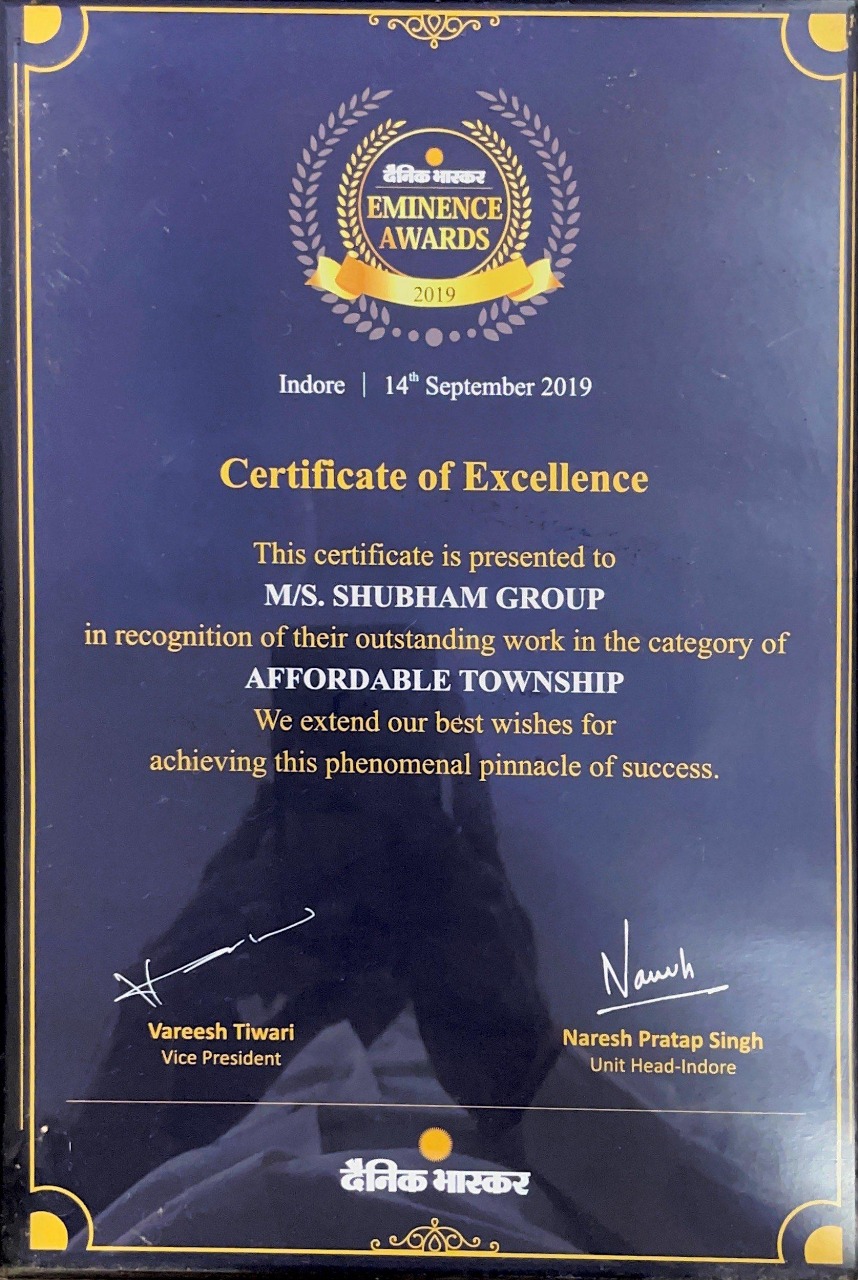 दैनिक भास्कर
EMINENCE
AWARDS
2019
Indore | 14th September 2019
Certificate of Excellence
This certificate is presented to
M/S. SHUBHAM GROUP
in recognition of their outstanding work in the category of
AFFORDABLE TOWNSHIP
We extend our best wishes for
achieving this phenomenal pinnacle of success.
Naresh
Vareesh Tiwari
Vice President
Naresh Pratap Singh
Unit Head-Indore
दैनिक भास्कर